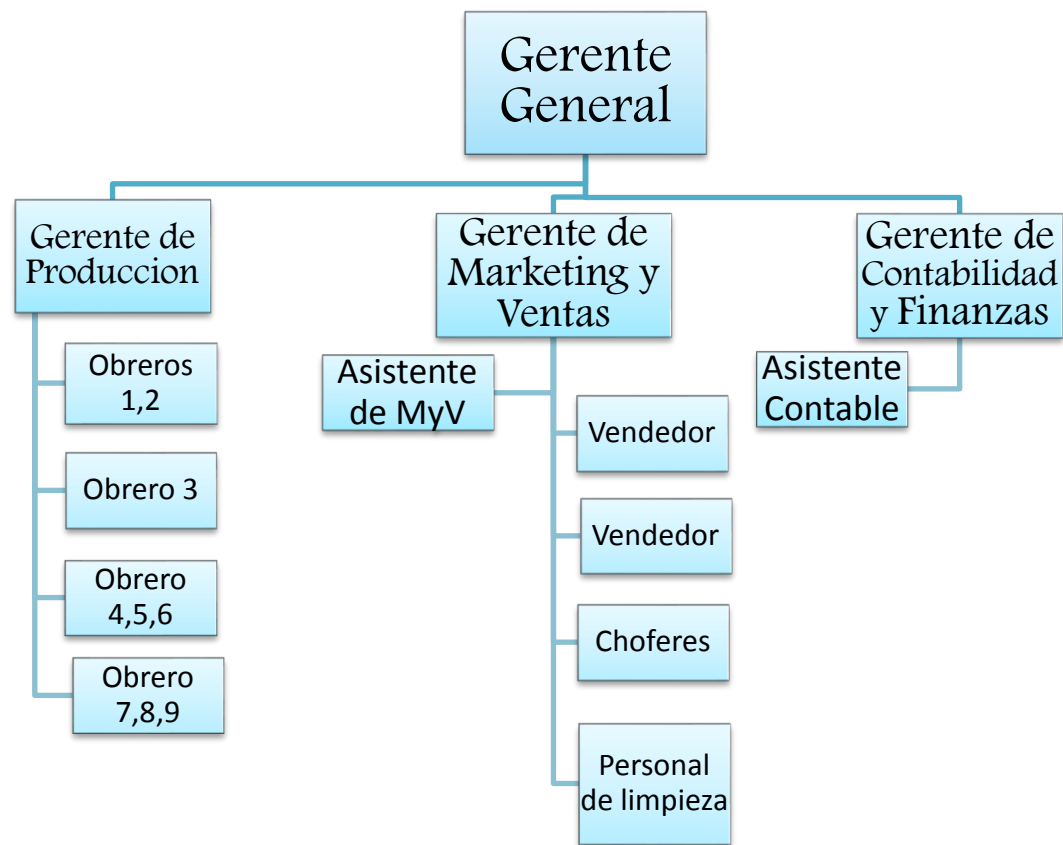 Gerente
General
Gerente de
Produccion
Obreros
1,2
Obrero 3
Obrero
4,5,6
Obrero
7,8,9
Gerente de
Marketing y
Ventas
Asistente
de MyV
Vendedor
Vendedor
Choferes
Personal
de limpieza
Gerente de
Contabilidad
y Finanzas
Asistente
Contable